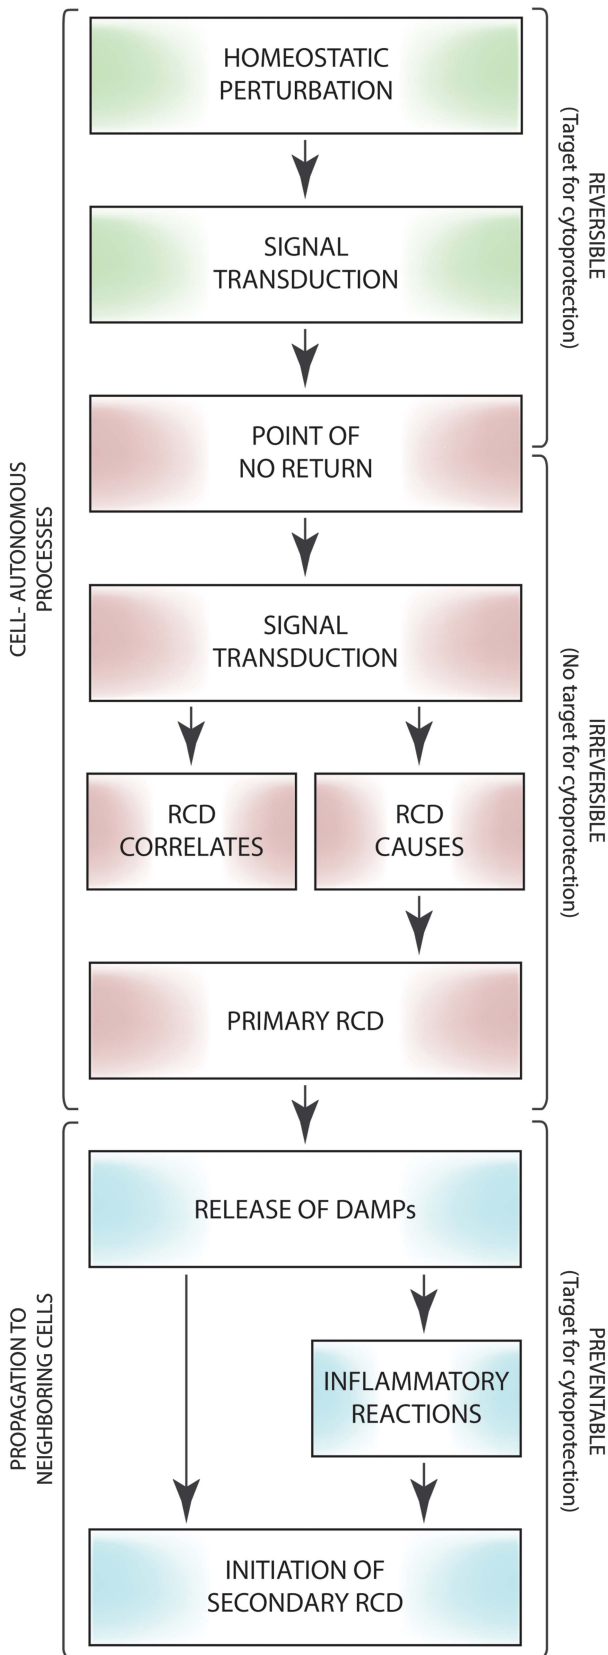 HOMEOSTATIC
PERTURBATION
REVERSIBLE
(Target for cytoprotection)
SIGNAL
TRANSDUCTION
POINT OF
NO RETURN
CELL- AUTONOMOUS
PROCESSES
SIGNAL
TRANSDUCTION
IRREVERSIBLE
(No target for cytoprotection)
RCD
CORRELATES
RCD
CAUSES
PRIMARY RCD
RELEASE OF DAMPs
PROPAGATION TO
NEIGHBORING CELLS
PREVENTABLE
(Target for cytoprotection)
INFLAMMATORY
REACTIONS
INITIATION OF
SECONDARY RCD